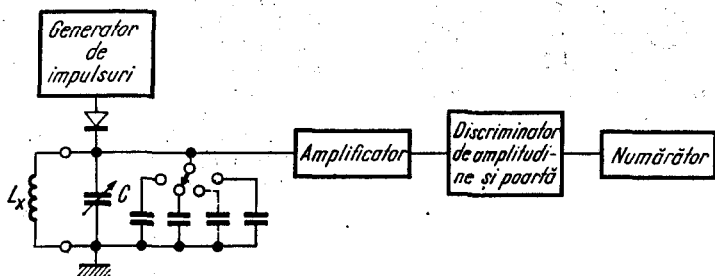 Generator
de
impulsuri
Amplificator
Discriminator
de amplitudi-
ne și poartă
Numărător
Lx
C